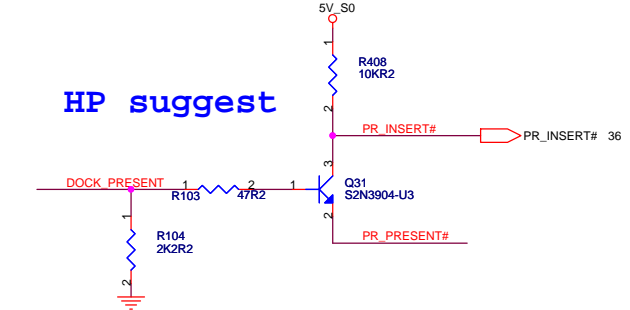 5V_S0
1
R408
10KR2
2
HP suggest
PR_INSERT#
PR_INSERT# 36
3
DOCK_PRESENT
1
2
R103
47R2
1
Q31
S2N3904-U3
2
1
R104
2K2R2
2
PR_PRESENT#